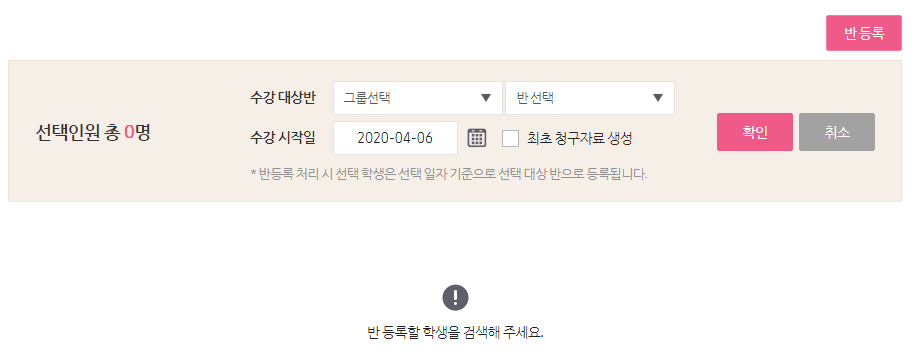 반 등록
선택인원 총 0명
수강 대상반 그룹선택 반 선택
수강 시작일 2020-04-06 최초 청구자료 생성
확인 취소
* 반등록 처리 시 선택 학생은 선택 일자 기준으로 선택 대상 반으로 등록됩니다.
반 등록할 학생을 검색해 주세요.